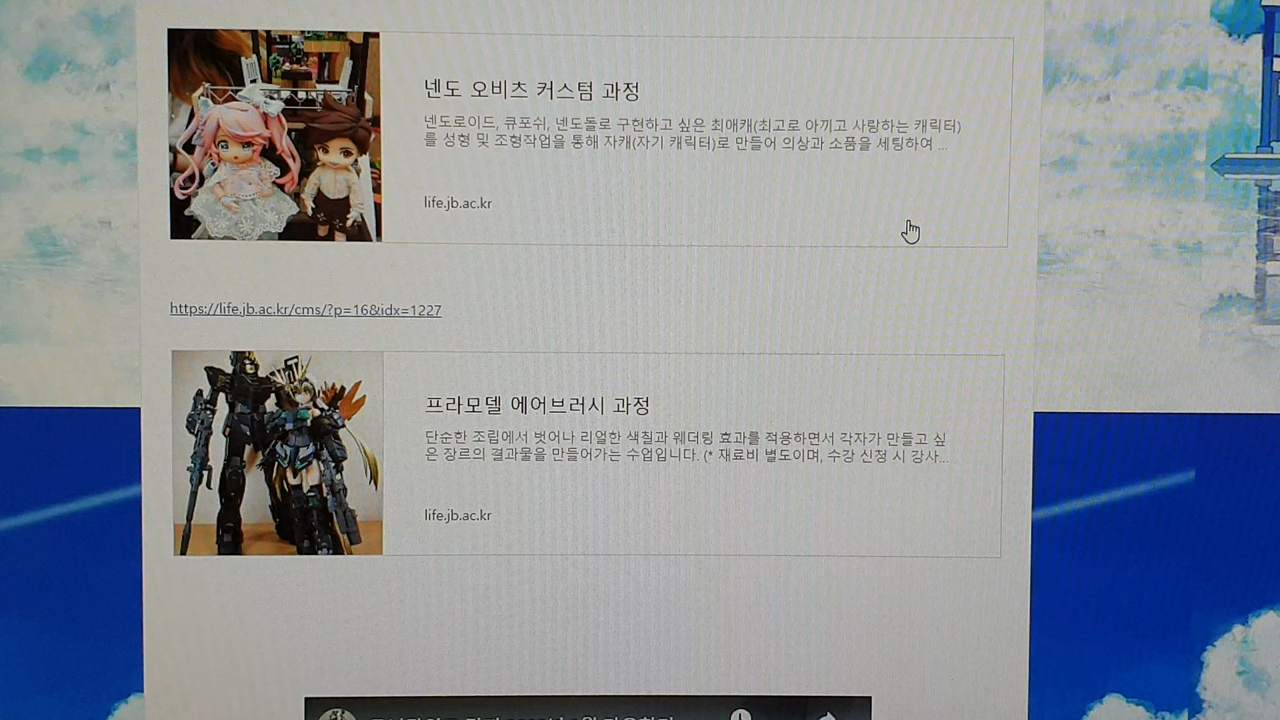 넨도 오비츠 커스텀 과정
넨도로이드, 큐포쉬, 넨도돌로 구현하고 싶은 최애캐(최고로 아끼고 사랑하는 캐릭터)
를 성형 및 조형작업을 통해 자캐(자기 캐릭터)로 만들어 의상과 소품을 세팅하여 ...
life.jb.ac.kr
https://life.jb.ac.kr/cms/?p=16&idx=1227
프라모델 에어브러시 과정
단순한 조립에서 벗어나 리얼한 색칠과 웨더링 효과를 적용하면서 각자가 만들고 싶
은 장르의 결과물을 만들어가는 수업입니다. (* 재료비 별도이며, 수강 신청 시 강사...
life.jb.ac.kr